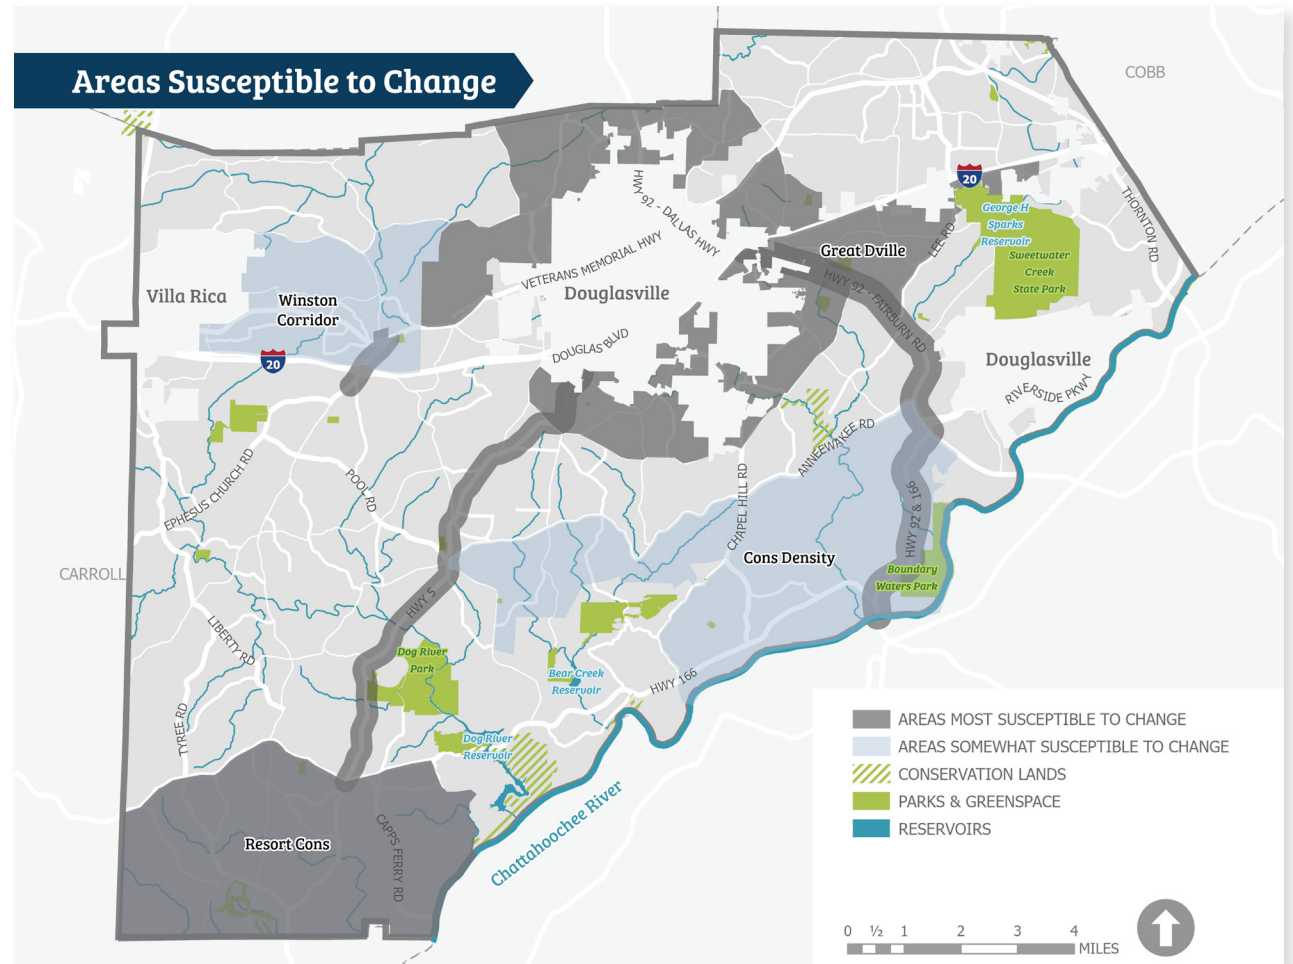 Areas Susceptible to Change
COBB
20
HWY 92 - DALLAS HWY
THORNTON RD
George H
Sparks
Reservoir
LEE RD
Great Dville
Sweetwater
Creek
State Park
VETERANS MEMORIAL HWY
HWY 92 - FAIRBURN RD
Villa Rica
Winston
Corridor
Douglasville
DOUGLAS BLVD
20
Douglasville
RIVERSIDE PKWY
ANNEEWAKEE RD
EPHESUS CHURCH RD
POOL RD
CHAPEL HILL RD
HWY 92 & 166
Cons Density
CARROLL
Boundary
Waters Park
HWY 5
LIBERTY RD
Dog River
Park
Bear Creek
Reservoir
HWY 166
TYREE RD
Dog River
Reservoir
Chattahoochee River
Resort Cons
CAPPS FERRY RD
AREAS MOST SUSCEPTIBLE TO CHANGE
AREAS SOMEWHAT SUSCEPTIBLE TO CHANGE
CONSERVATION LANDS
PARKS & GREENSPACE
RESERVOIRS
0 ½ 1 2 3 4
MILES